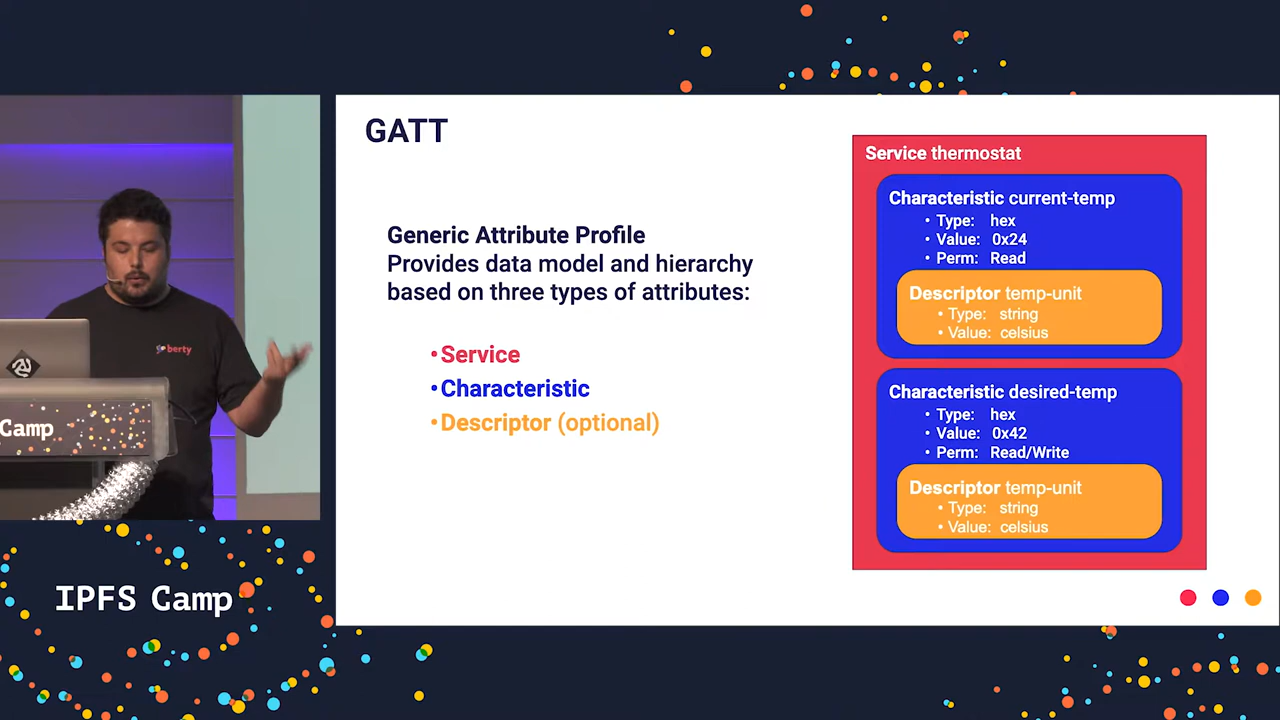 GATT
Generic Attribute Profile
Provides data model and hierarchy
based on three types of attributes:
•Service
•Characteristic
•Descriptor (optional)
Service thermostat
Characteristic current-temp
• Type: hex
• Value: 0x24
• Perm: Read
Descriptor temp-unit
• Type: string
• Value: celsius
Characteristic desired-temp
• Type: hex
• Value: 0x42
• Perm: Read/Write
Descriptor temp-unit
• Type: string
• Value: celsius
berty
Camp
IPFS Camp